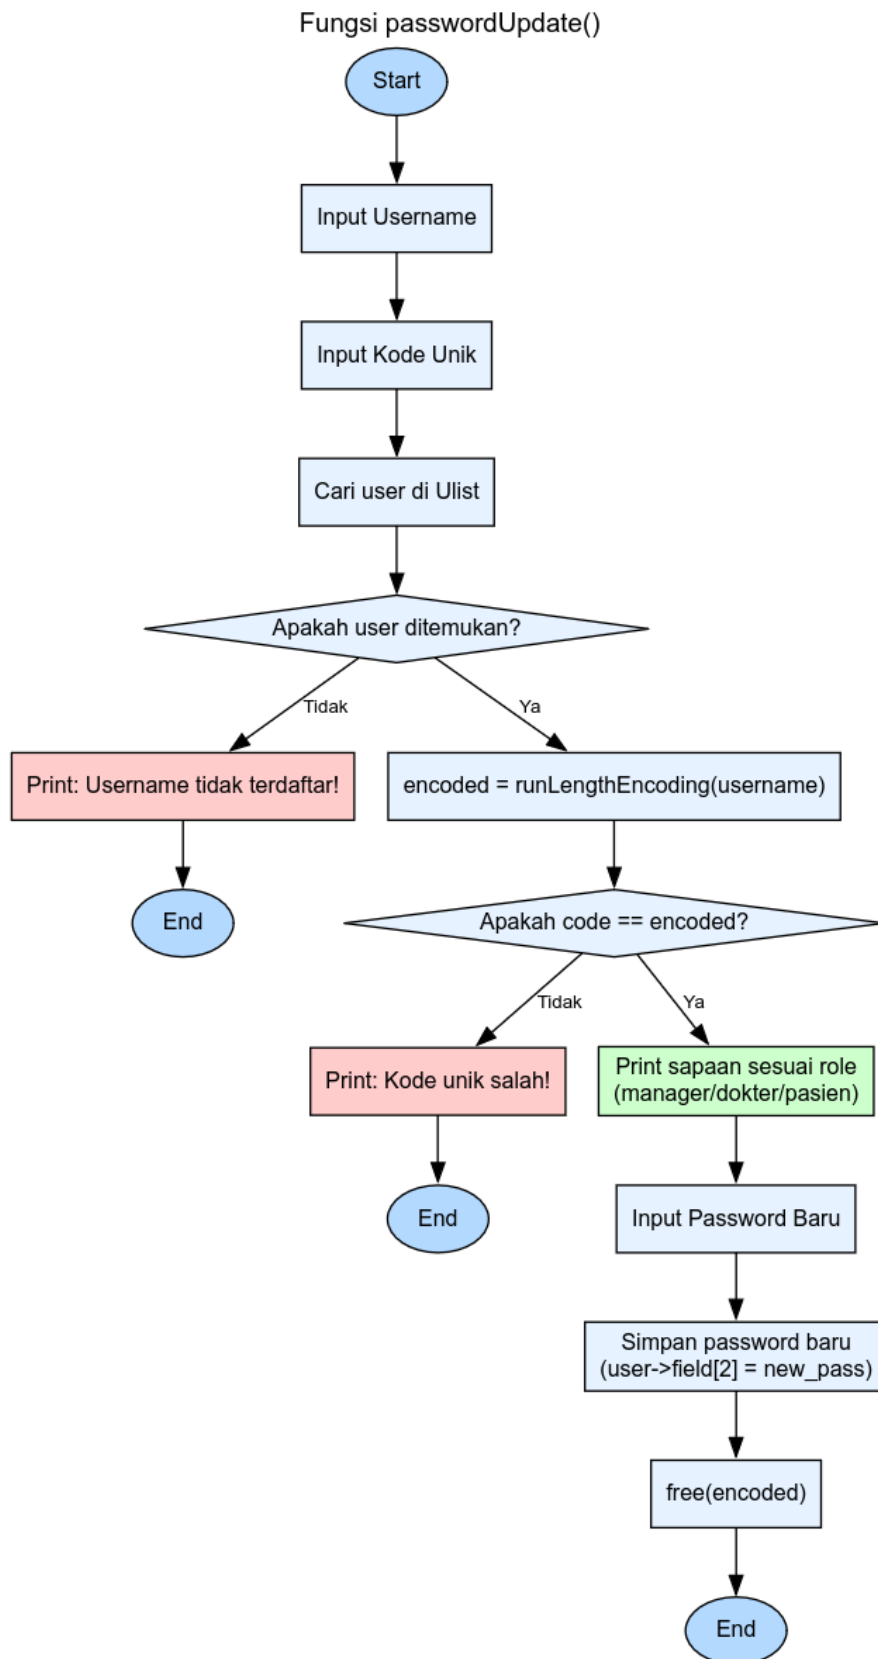 Fungsi passwordUpdate()
Start
Input Username
Input Kode Unik
Cari user di Ulist
Apakah user ditemukan?
Tidak
Ya
Print: Username tidak terdaftar!
encoded = runLengthEncoding(username)
End
Apakah code == encoded?
Tidak
Ya
Print: Kode unik salah!
Print sapaan sesuai role
(manager/dokter/pasien)
End
Input Password Baru
Simpan password baru
(user->field[2] = new_pass)
free(encoded)
End